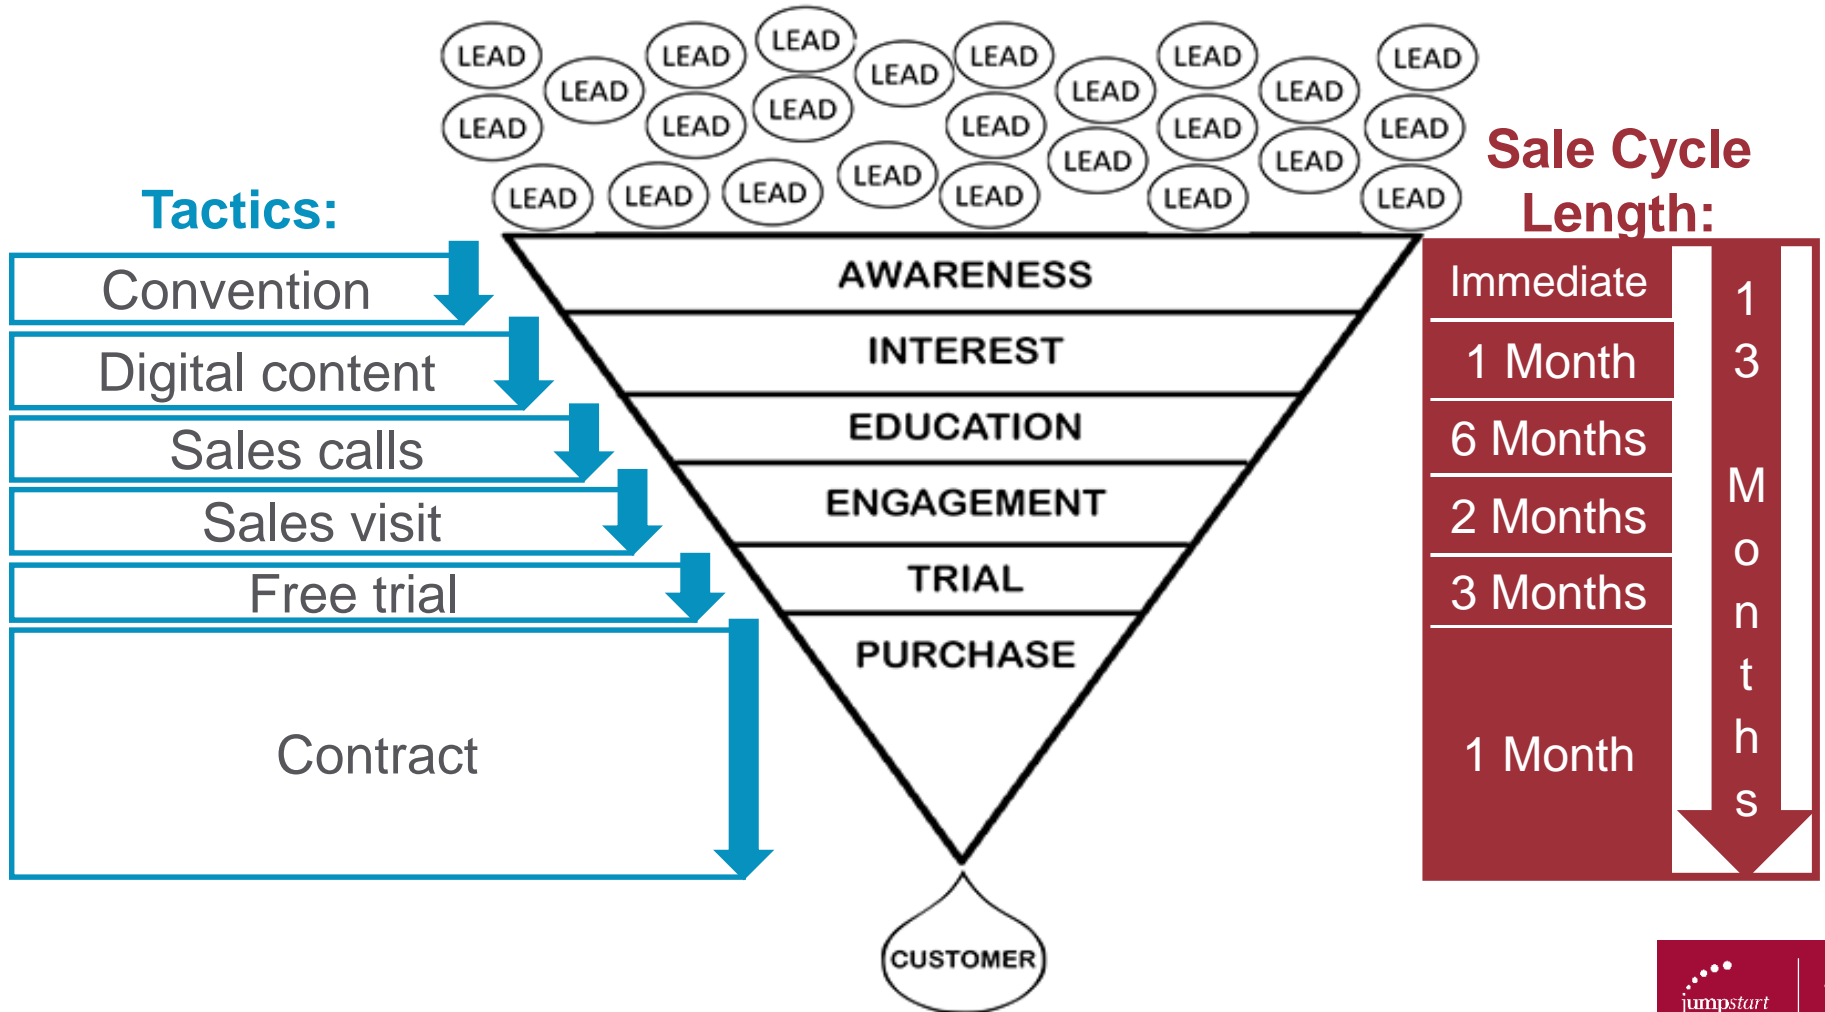 LEAD LEAD LEAD LEAD LEAD LEAD LEAD LEAD LEAD LEAD
LEAD LEAD LEAD LEAD LEAD LEAD LEAD LEAD
LEAD LEAD LEAD LEAD LEAD LEAD LEAD
Tactics:
Convention
Digital content
Sales calls
Sales visit
Free trial
Contract
AWARENESS
INTEREST
EDUCATION
ENGAGEMENT
TRIAL
PURCHASE
CUSTOMER
Sale Cycle
Length:
Immediate
1 Month
6 Months
2 Months
3 Months
1 Month
13 Months
jumpstart